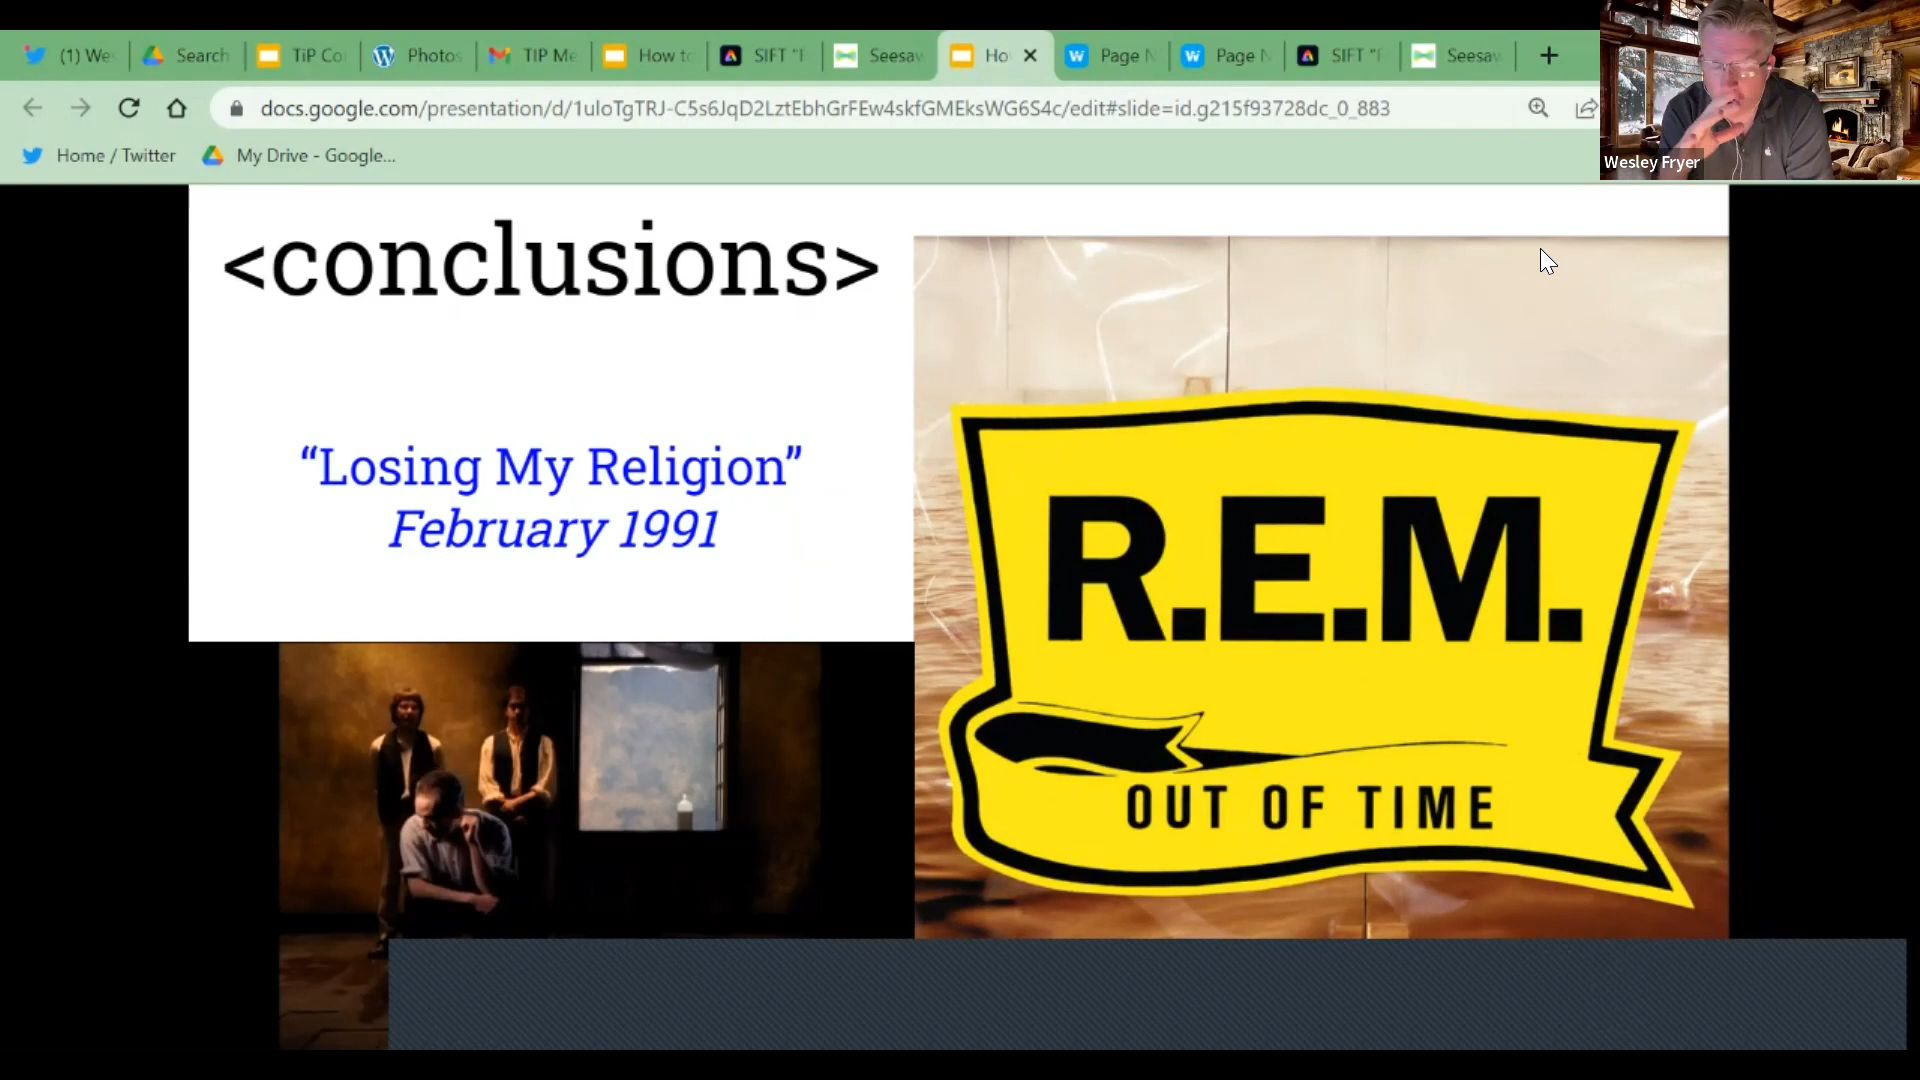 (1) We
Search
TiP Co
Photos
TIP Me
How to
SIFT "F
Seesaw
Ho
Page N
Page N
SIFT "F
Seesaw
docs.google.com/presentation/d/1uloTgTRJ-C5s6JqD2LztEbhGrFEw4skfGMEksWG6S4c/edit#slide=id.g215f93728dc_0_883
Home / Twitter
My Drive - Google...
Wesley Fryer
<conclusions>
“Losing My Religion”
February 1991
R.E.M.
OUT OF TIME